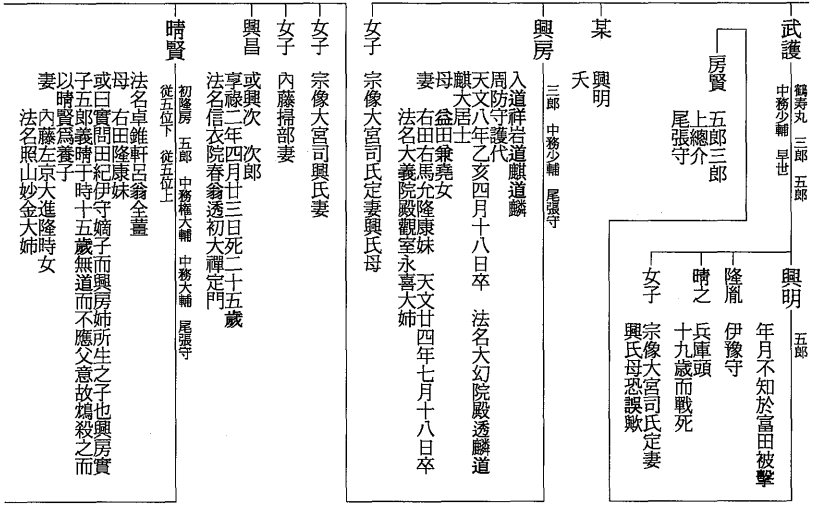 武護
鶴寿丸　三郎　五郎
中務少輔　早世
房賢
五郎三郎
上總介
尾張守
興明
五郎
年月不知於富田被擊
隆胤
伊豫守
晴之
兵庫頭
十九歲而戰死
女子
宗像大宮司氏定妻
興氏母恐誤歟
某
興明
夭
興房
三郎　中務少輔　尾張守
入道祥岩道麒道麟
周防守護代
天文八年乙亥四月十八日卒　法名大幻院殿透麟道
麒大居士
母　益田兼堯女
妻　右田右馬允隆康妹　天文廿四年七月十八日卒
法名大義院殿觀室永喜大姉
女子
宗像大宮司氏定妻興氏母
女子
宗像大宮司興氏妻
女子
內藤掃部妻
興昌
或興次　次郎
享祿二年四月廿三日死二十五歲
法名信衣院春翁透初大禪定門
晴賢
初隆房　五郎　中務權大輔　中務大輔　尾張守
從五位下　從五位上
法名卓錐軒呂翁全薑
母　右田隆康妹
或曰實問田紀伊守嫡子而興房姉所生之子也興房實
子五郎義晴于時十五歲無道而不應父意故鴆殺之而
以晴賢爲養子
妻　內藤左京大進隆時女
法名照山妙金大姉